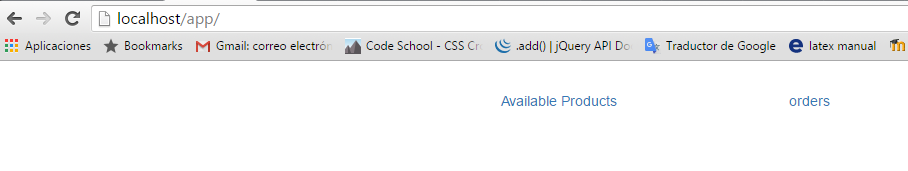 localhost/app/
Aplicaciones Bookmarks Gmail: correo electrón Code School - CSS Cr .add() | jQuery API Do Traductor de Google latex manual
Available Products orders